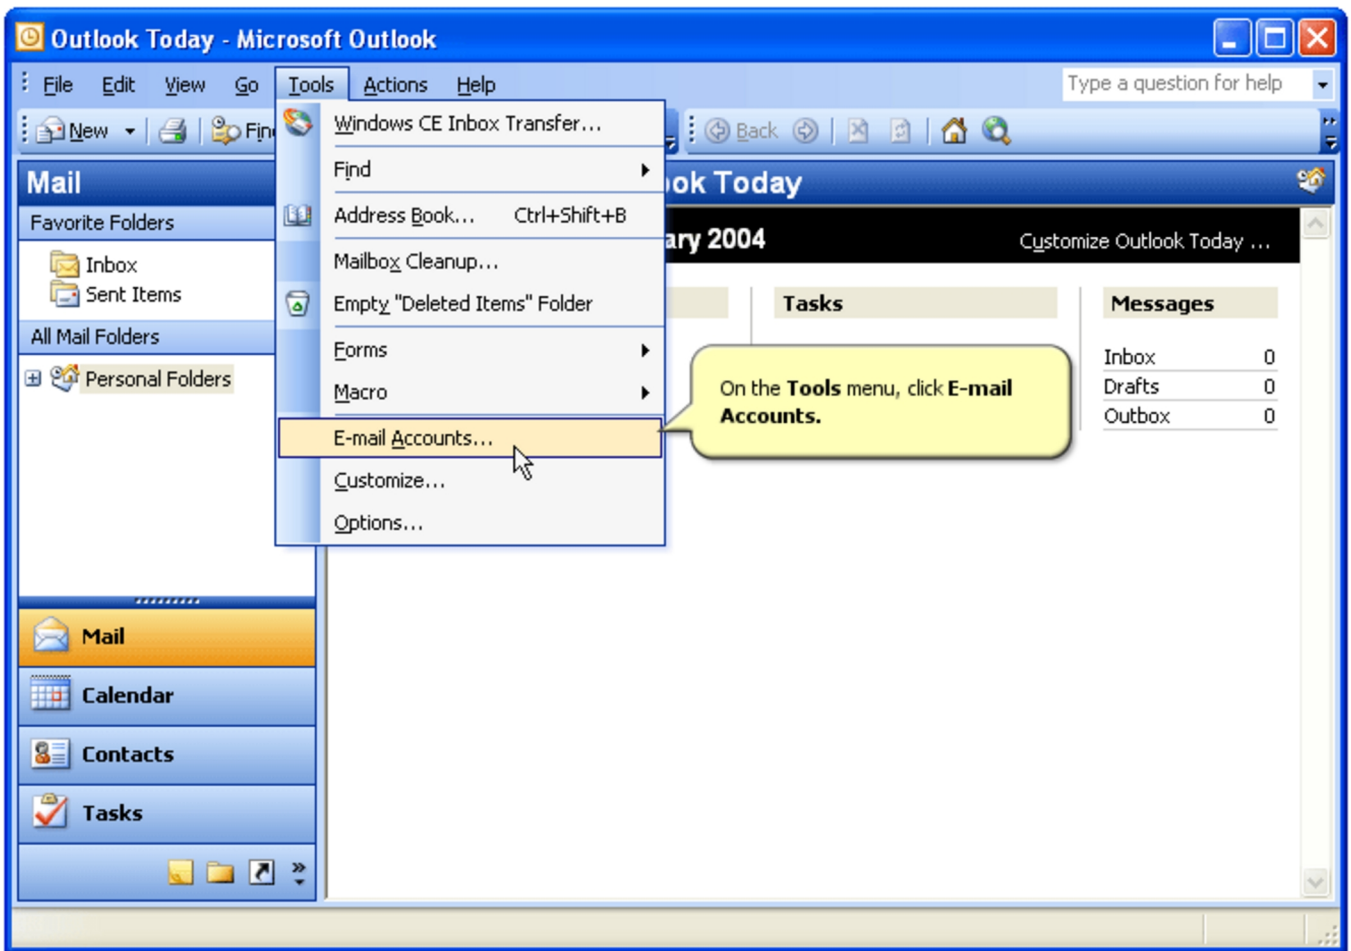 Outlook Today - Microsoft Outlook
File Edit View Go Tools Actions Help
Type a question for help
New
Back
Mail
ok Today
Favorite Folders
Inbox
Sent Items
All Mail Folders
Personal Folders
Windows CE Inbox Transfer...
Find
Address Book... Ctrl+Shift+B
Mailbox Cleanup...
Empty "Deleted Items" Folder
Forms
Macro
E-mail Accounts...
Customize...
Options...
ary 2004
Customize Outlook Today ...
Tasks
Messages
Inbox 0
Drafts 0
Outbox 0
On the Tools menu, click E-mail
Accounts.
Mail
Calendar
Contacts
Tasks